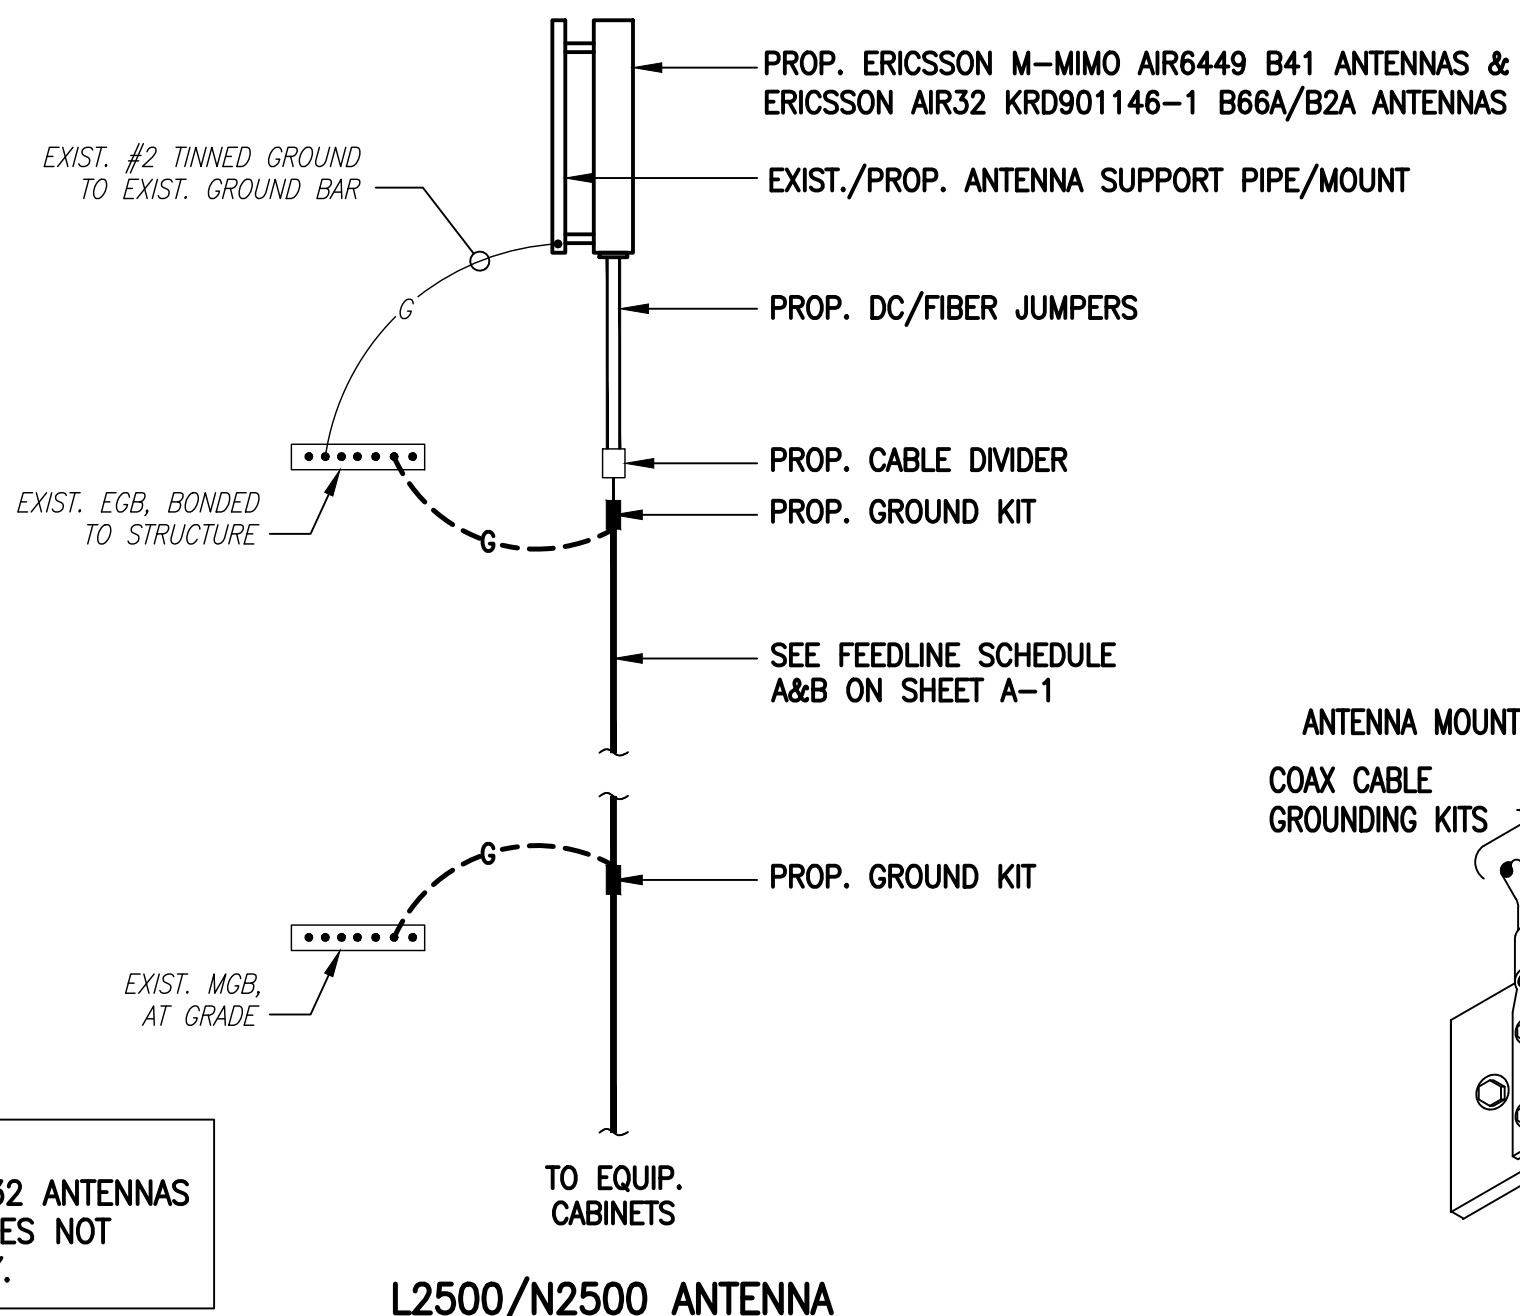 PROP. ERICSSON M-MIMO AIR6449 B41 ANTENNAS &
ERICSSON AIR32 KRD901146-1 B66A/B2A ANTENNAS
EXIST. #2 TINNED GROUND
TO EXIST. GROUND BAR
EXIST./PROP. ANTENNA SUPPORT PIPE/MOUNT
G
PROP. DC/FIBER JUMPERS
PROP. CABLE DIVIDER
EXIST. EGB, BONDED
TO STRUCTURE
PROP. GROUND KIT
G
SEE FEEDLINE SCHEDULE
A&B ON SHEET A-1
ANTENNA MOUNT
COAX CABLE
GROUNDING KITS
G
PROP. GROUND KIT
EXIST. MGB,
AT GRADE
TO EQUIP.
CABINETS
32 ANTENNAS
NOT
L2500/N2500 ANTENNA